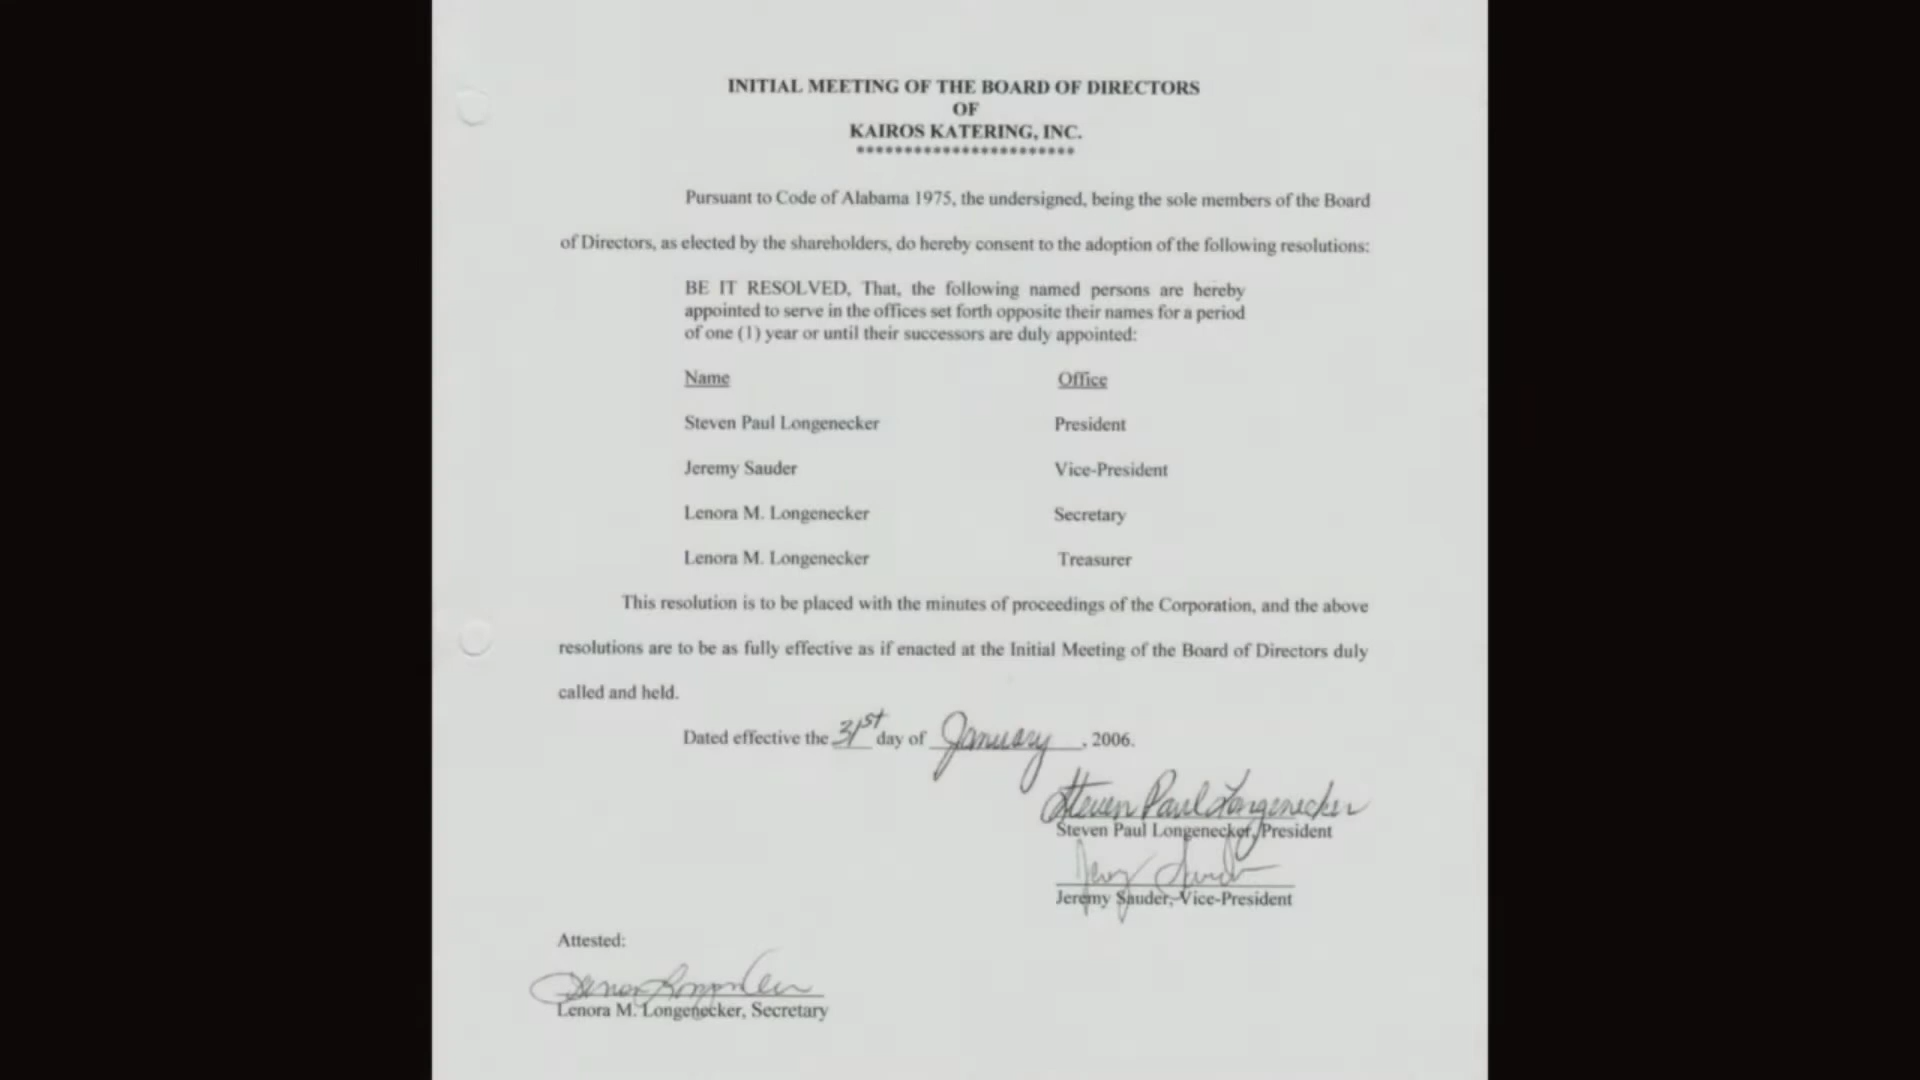 INITIAL MEETING OF THE BOARD OF DIRECTORS
OF
KAIROS KATERING, INC.
***********************
Pursuant to Code of Alabama 1975, the undersigned, being the sole members of the Board
of Directors, as elected by the shareholders, do hereby consent to the adoption of the following resolutions:
BE IT RESOLVED, That, the following named persons are hereby
appointed to serve in the offices set forth opposite their names for a period
of one (1) year or until their successors are duly appointed:
Name Office
Steven Paul Longenecker President
Jeremy Sauder Vice-President
Lenora M. Longenecker Secretary
Lenora M. Longenecker Treasurer
This resolution is to be placed with the minutes of proceedings of the Corporation, and the above
resolutions are to be as fully effective as if enacted at the Initial Meeting of the Board of Directors duly
called and held.
Dated effective the 31st day of January, 2006.
Steven Paul Longenecker
Steven Paul Longenecker, President
Jeremy Sauder
Jeremy Sauder, Vice-President
Attested:
Lenora Longenecker
Lenora M. Longenecker, Secretary